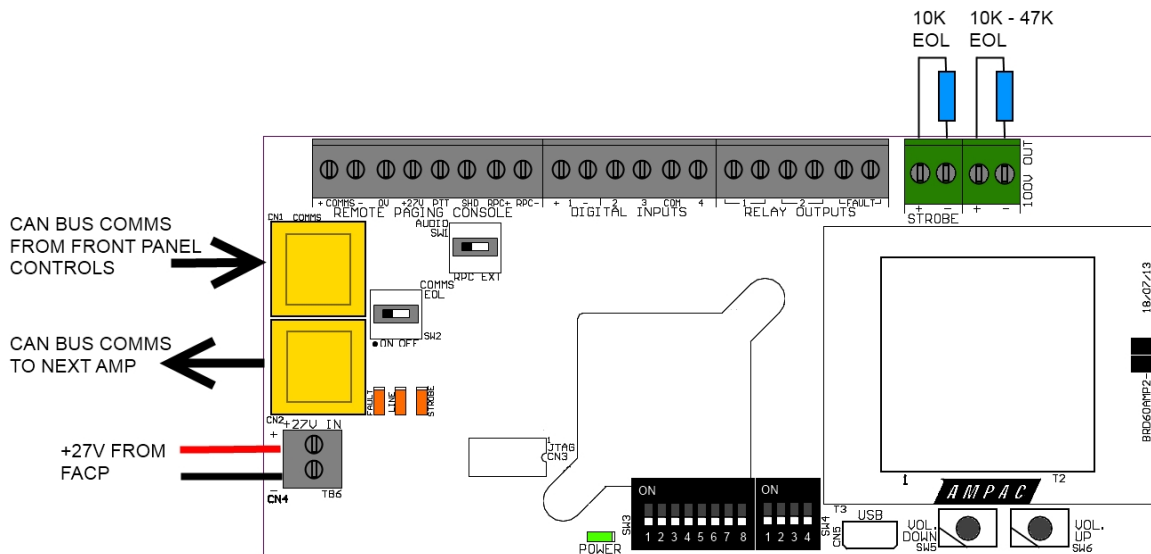 10K
EOL
10K - 47K
EOL
100V OUT
+ - + -
STROBE
+ COMMS - 0V +27V PTT SHD RPC+ RPC-
REMOTE PAGING CONSOLE
+ 1 - 2 3 COM 4
DIGITAL INPUTS
1 2 FAULT
RELAY OUTPUTS
CAN BUS COMMS
FROM FRONT PANEL
CONTROLS
CN1 COMMS
AUDIO
SW1
RPC EXT
COMMS
EOL
SW2
ON OFF
CAN BUS COMMS
TO NEXT AMP
CN2
FAULT
LINE
STROBE
+27V IN
+
-
+27V FROM
FACP
CN4
TB6
1
JTAG
CN3
18/07/13
BRD60AMP2-
1
T2
AMPAC
POWER
SW3
ON
1 2 3 4 5 6 7 8
ON
1 2 3 4
SW4
T3
USB
CN5
VOL.
DOWN
SW5
VOL.
UP
SW6